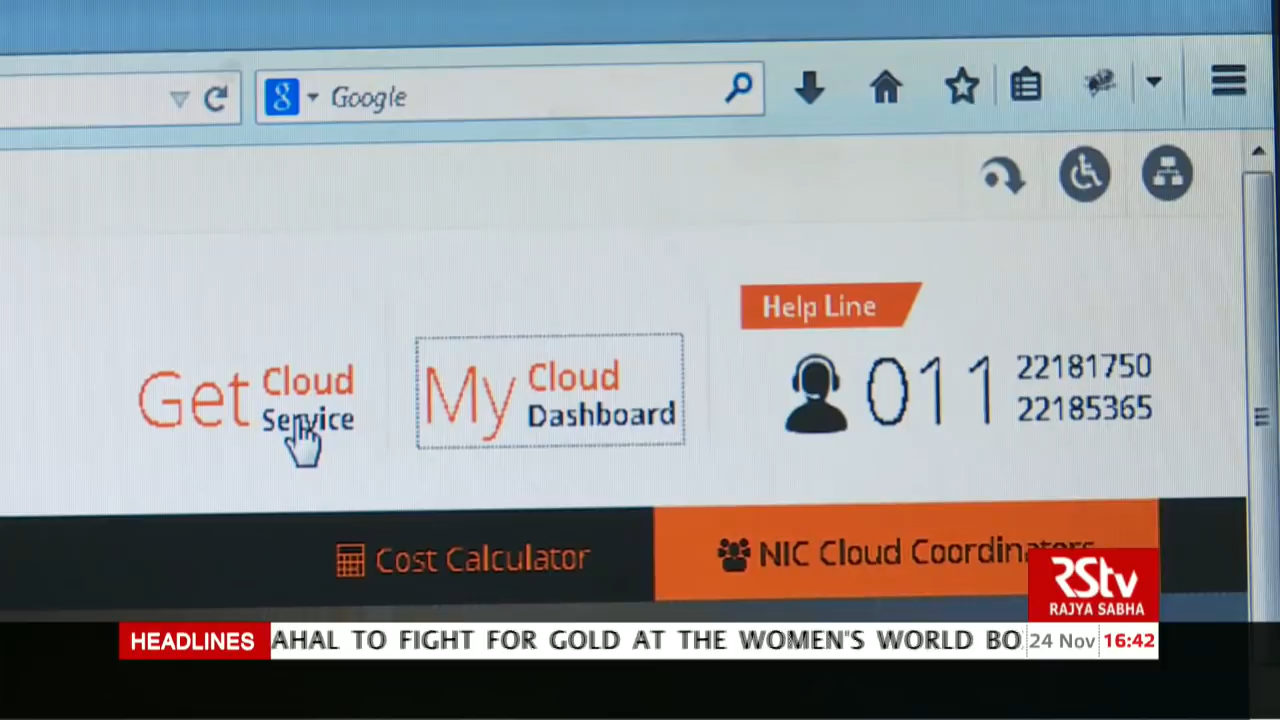 Google
Help Line
Get Cloud Service
My Cloud Dashboard
011 22181750
22185365
Cost Calculator
NIC Cloud Coordinators
RStv
RAJYA SABHA
HEADLINES AHAL TO FIGHT FOR GOLD AT THE WOMEN'S WORLD BO 24 Nov 16:42